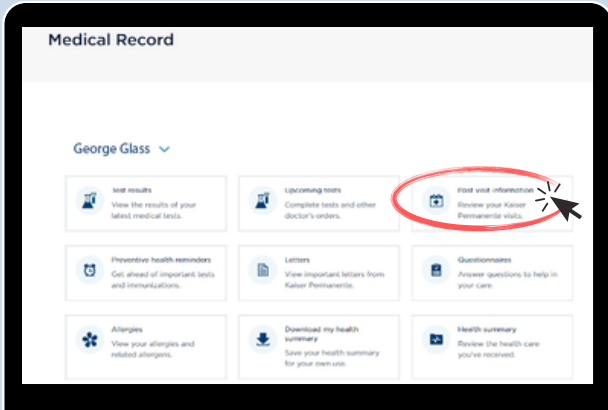 Medical Record
George Glass
Test results
View the results of your
latest medical tests.
Upcoming tests
Complete tests and other
doctor's orders.
Post visit information
Review your Kaiser
Permanente visits.
Preventive health reminders
Get ahead of important tests
and immunizations.
Letters
View important letters from
Kaiser Permanente.
Questionnaires
Answer questions to help in
your care.
Allergies
View your allergies and
related allergens.
Download my health
summary
Save your health summary
for your own use.
Health summary
Review the health care
you've received.